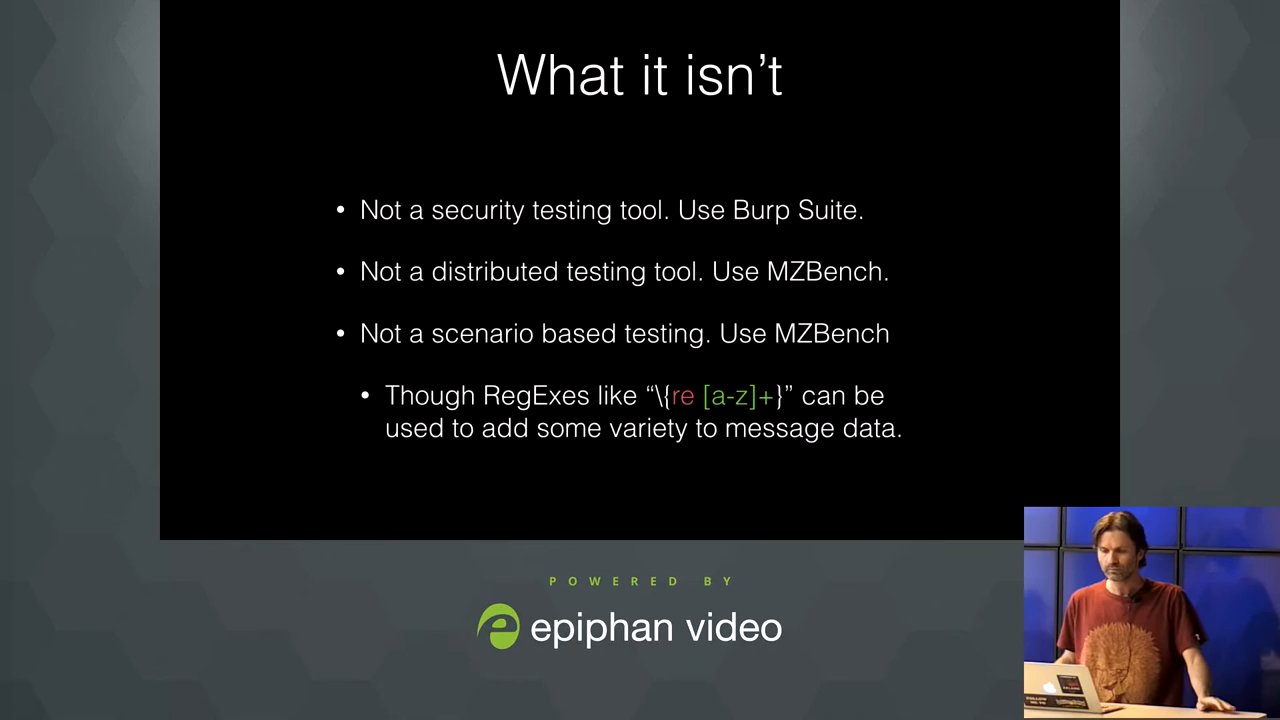 What it isn't
• Not a security testing tool. Use Burp Suite.
• Not a distributed testing tool. Use MZBench.
• Not a scenario based testing. Use MZBench
• Though RegExes like “\{re [a-z]+}” can be
used to add some variety to message data.
POWERED BY
epiphan video